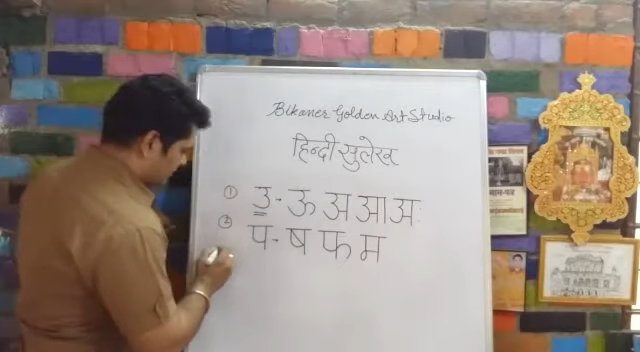 Bikaner Golden Art Studio
हिन्दी सुलेख
① उ - ऊ अ आ अ
② प - ष फ म